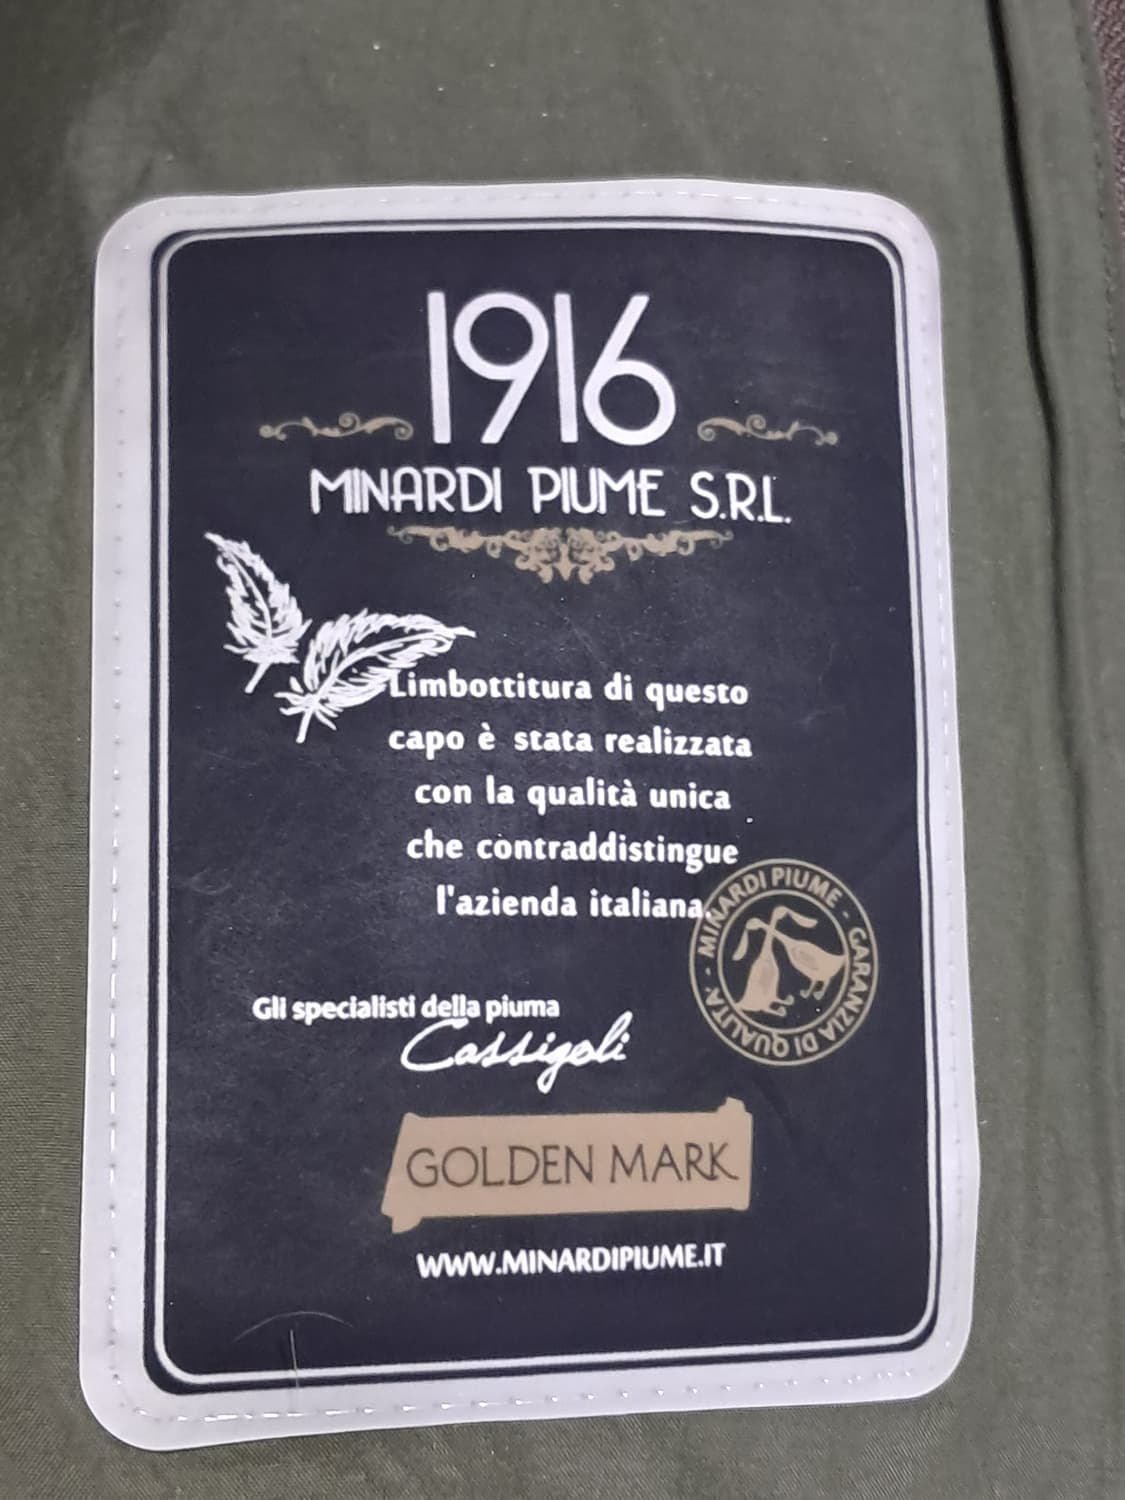 1916
MINARDI PIUME S.R.L.
Limbottitura di questo
capo è stata realizzata
con la qualità unica
che contraddistingue
l'azienda italiana.
MINARDI PIUME - GARANZIA DI QUALITA' -
Gli specialisti della piuma
Cassigoli
GOLDEN MARK
WWW.MINARDIPIUME.IT